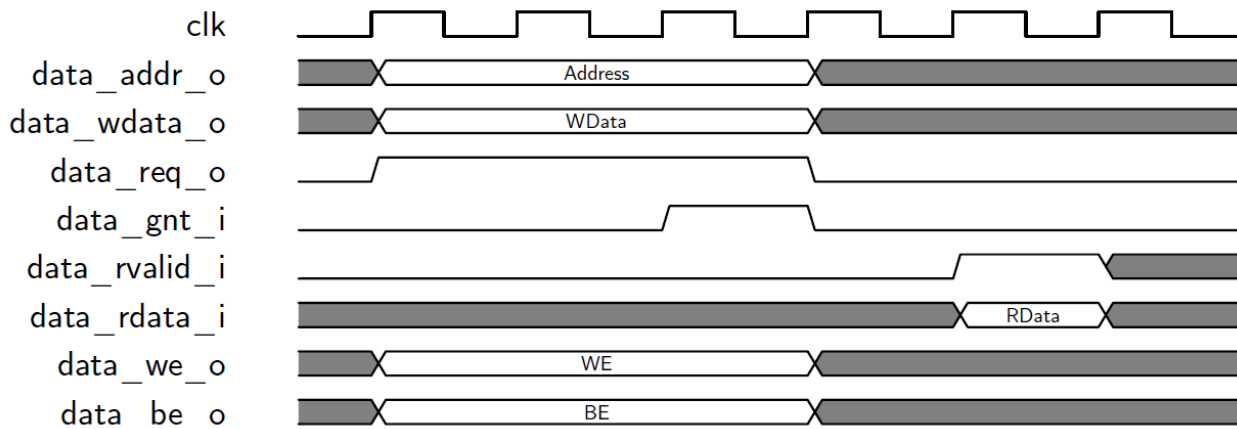 clk
data_addr_o Address
data_wdata_o WData
data_req_o
data_gnt_i
data_rvalid_i
data_rdata_i RData
data_we_o WE
data_be_o BE